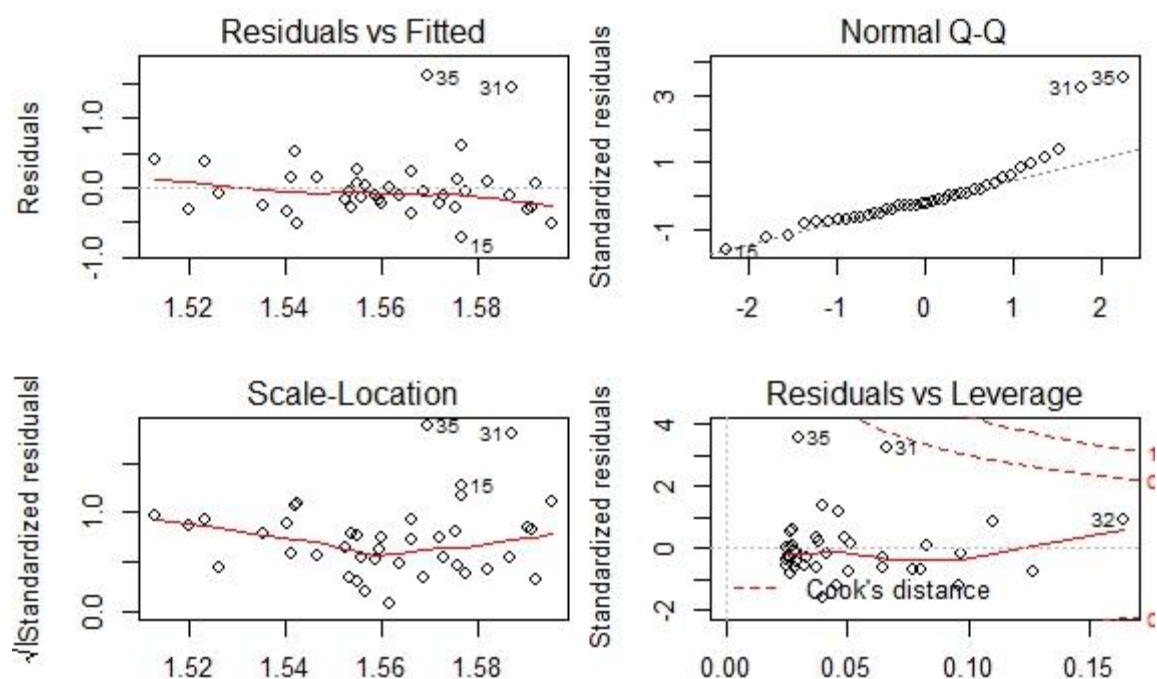 Residuals vs Fitted
Residuals
1.0
0.0
-1.0
35
31
15
1.52 1.54 1.56 1.58
Normal Q-Q
Standardized residuals
3
1
-1
31 35
15
-2 -1 0 1 2
Scale-Location
√|Standardized residuals|
1.0
0.0
35
31
15
1.52 1.54 1.56 1.58
Residuals vs Leverage
Standardized residuals
4
2
0
-2
35
31
32
1
0
Cook's distance
0
0.00 0.05 0.10 0.15